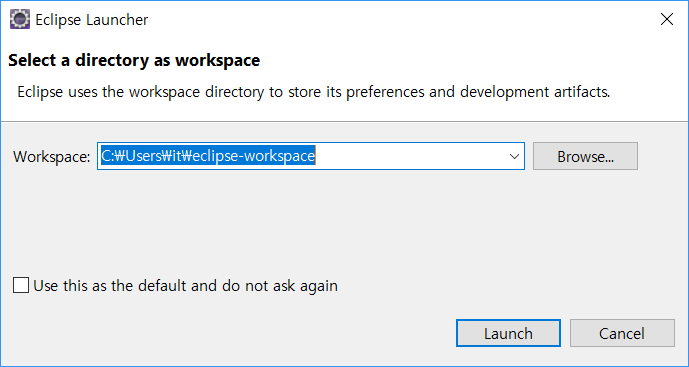 Eclipse Launcher
Select a directory as workspace
Eclipse uses the workspace directory to store its preferences and development artifacts.
Workspace: C:₩Users₩it₩eclipse-workspace Browse...
Use this as the default and do not ask again
Launch Cancel